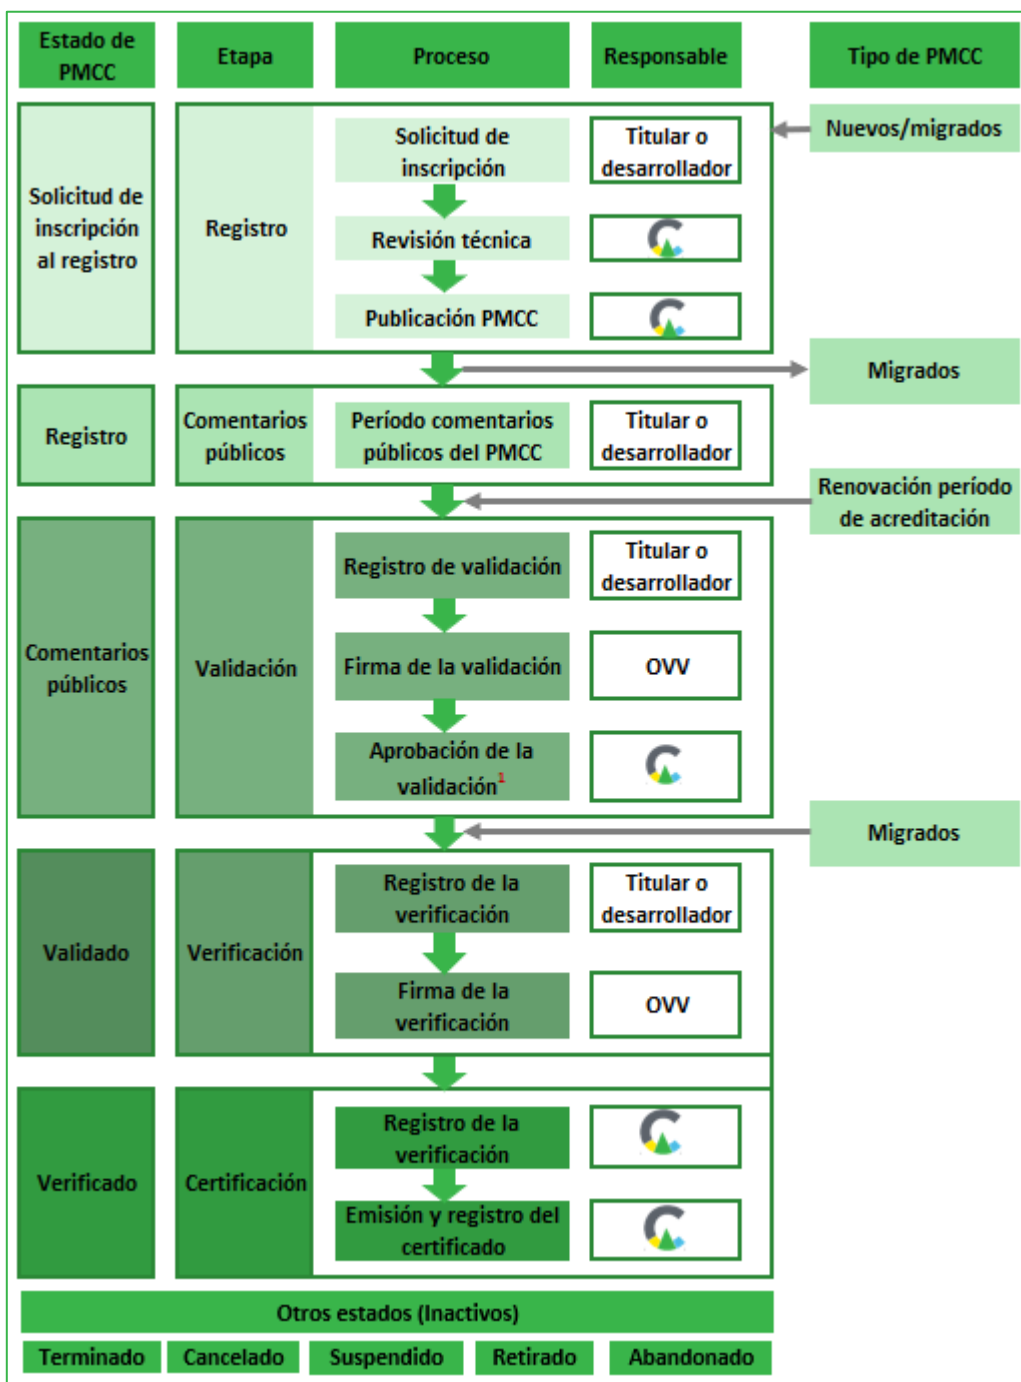 Estado de
PMCC
Etapa
Proceso
Responsable
Tipo de PMCC
Solicitud de
inscripción
al registro
Registro
Solicitud de
inscripción
Titular o
desarrollador
Nuevos/migrados
Revisión técnica
Publicación PMCC
Migrados
Registro
Comentarios
públicos
Período comentarios
públicos del PMCC
Titular o
desarrollador
Renovación período
de acreditación
Comentarios
públicos
Validación
Registro de validación
Titular o
desarrollador
Firma de la validación
OVV
Aprobación de la
validación1
Migrados
Validado
Verificación
Registro de la
verificación
Titular o
desarrollador
Firma de la
verificación
OVV
Verificado
Certificación
Registro de la
verificación
Emisión y registro del
certificado
Otros estados (Inactivos)
Terminado
Cancelado
Suspendido
Retirado
Abandonado